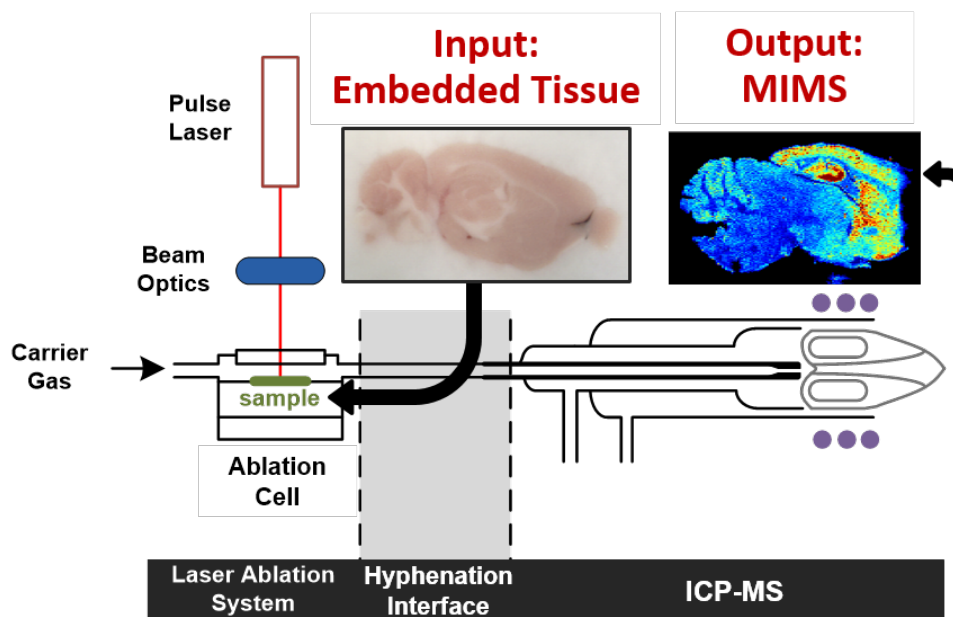 Input:
Embedded Tissue
Output:
MIMS
Pulse
Laser
Beam
Optics
Carrier
Gas
sample
Ablation
Cell
Laser Ablation
System
Hyphenation
Interface
ICP-MS